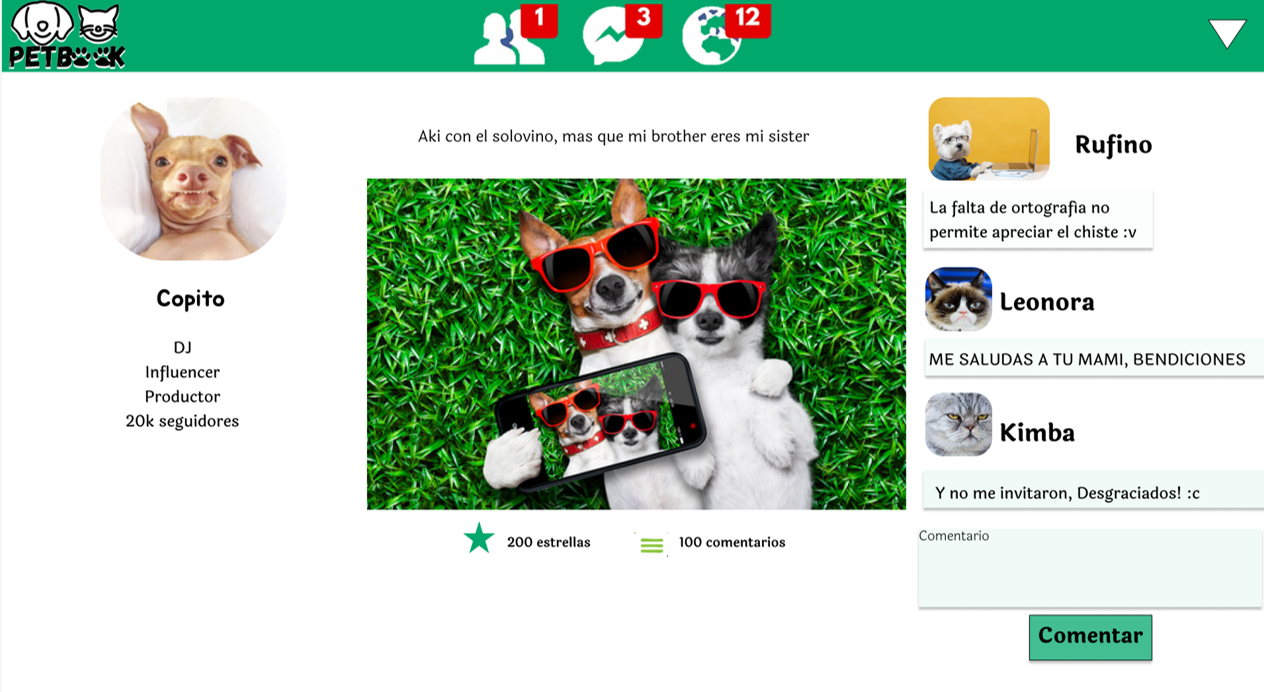 PETBOOK
1
3
12
Copito
DJ
Influencer
Productor
20k seguidores
Aki con el solovino, mas que mi brother eres mi sister
200 estrellas
100 comentarios
Rufino
La falta de ortografia no
permite apreciar el chiste :v
Leonora
ME SALUDAS A TU MAMI, BENDICIONES
Kimba
Y no me invitaron, Desgraciados! :c
Comentario
Comentar